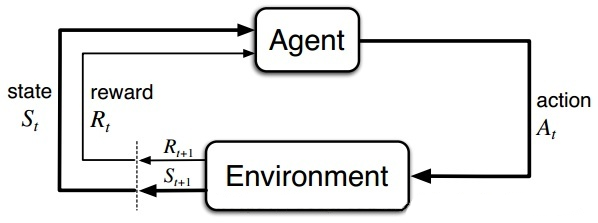 Agent
state
S_t
reward
R_t
action
A_t
R_{t+1}
S_{t+1}
Environment